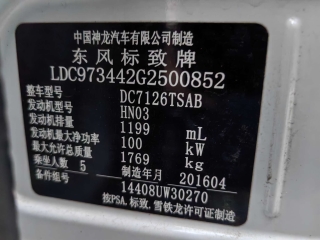 中国神龙汽车有限公司制造
东风标致牌
LDC973442G2500852
整车型号 DC7126TSAB
发动机型号 HN03
发动机排量 1199 mL
发动机最大净功率 100 kW
最大允许总质量 1769 kg
乘坐人数 5 制造年月 201604
备件组号 14408UW30270
按PSA.标致.雪铁龙许可证制造